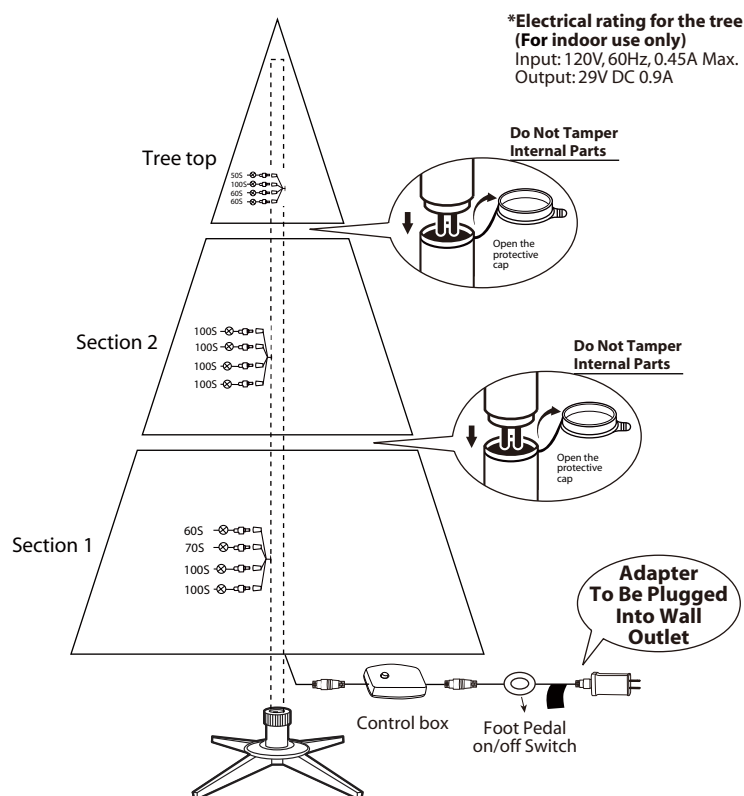 *Electrical rating for the tree
(For indoor use only)
Input: 120V, 60Hz, 0.45A Max.
Output: 29V DC 0.9A
Do Not Tamper
Internal Parts
Tree top
50S
100S
60S
60S
Open the
protective
cap
Section 2
100S
100S
100S
100S
Do Not Tamper
Internal Parts
Open the
protective
cap
Section 1
60S
70S
100S
100S
Adapter
To Be Plugged
Into Wall
Outlet
Control box
Foot Pedal
on/off Switch